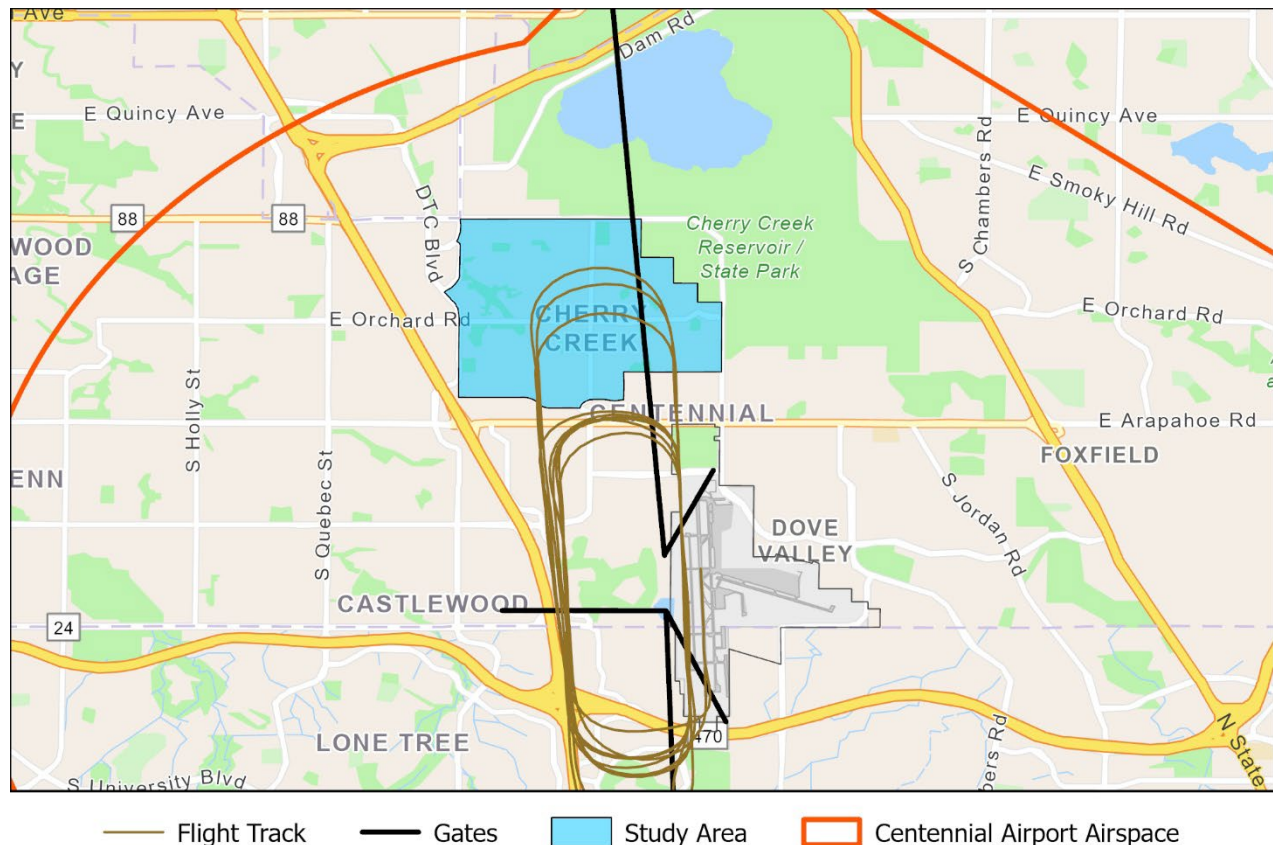 Ave
Dam Rd
Y
E
E Quincy Ave
E Quincy Ave
S Chambers Rd
E Smoky Hill Rd
88
88
DTC Blvd
WOOD
AGE
Cherry Creek
Reservoir /
State Park
E Orchard Rd
CHERRY
CREEK
E Orchard Rd
S Holly St
S Quebec St
CENTENNIAL
E Arapahoe Rd
FOXFIELD
ENN
S Jordan Rd
DOVE
VALLEY
CASTLEWOOD
24
LONE TREE
470
S University Blvd
bers Rd
N State
Flight Track
Gates
Study Area
Centennial Airport Airspace